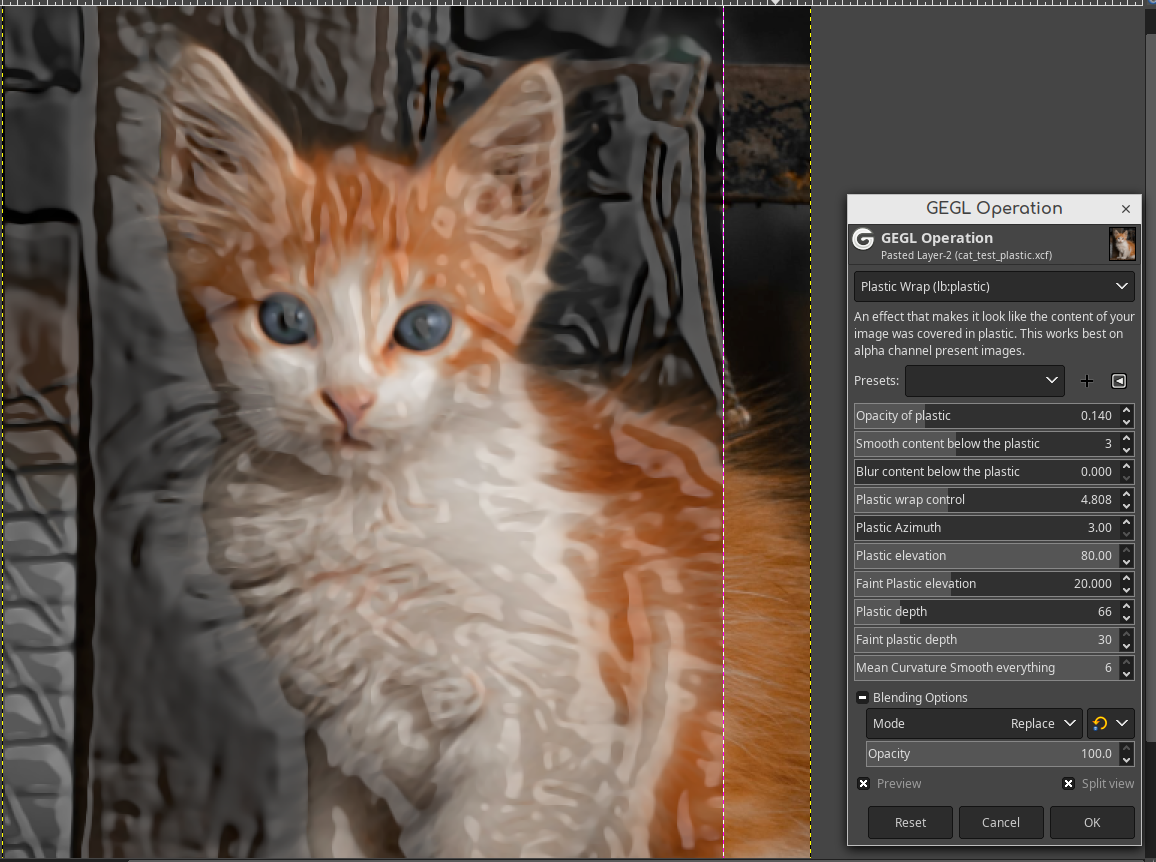 GEGL Operation
GEGL Operation
Pasted Layer-2 (cat_test_plastic.xcf)
Plastic Wrap (lb:plastic)
An effect that makes it look like the content of your
image was covered in plastic. This works best on
alpha channel present images.
Presets:
Opacity of plastic 0.140
Smooth content below the plastic 3
Blur content below the plastic 0.000
Plastic wrap control 4.808
Plastic Azimuth 3.00
Plastic elevation 80.00
Faint Plastic elevation 20.000
Plastic depth 66
Faint plastic depth 30
Mean Curvature Smooth everything 6
Blending Options
Mode Replace
Opacity 100.0
Preview Split view
Reset Cancel OK